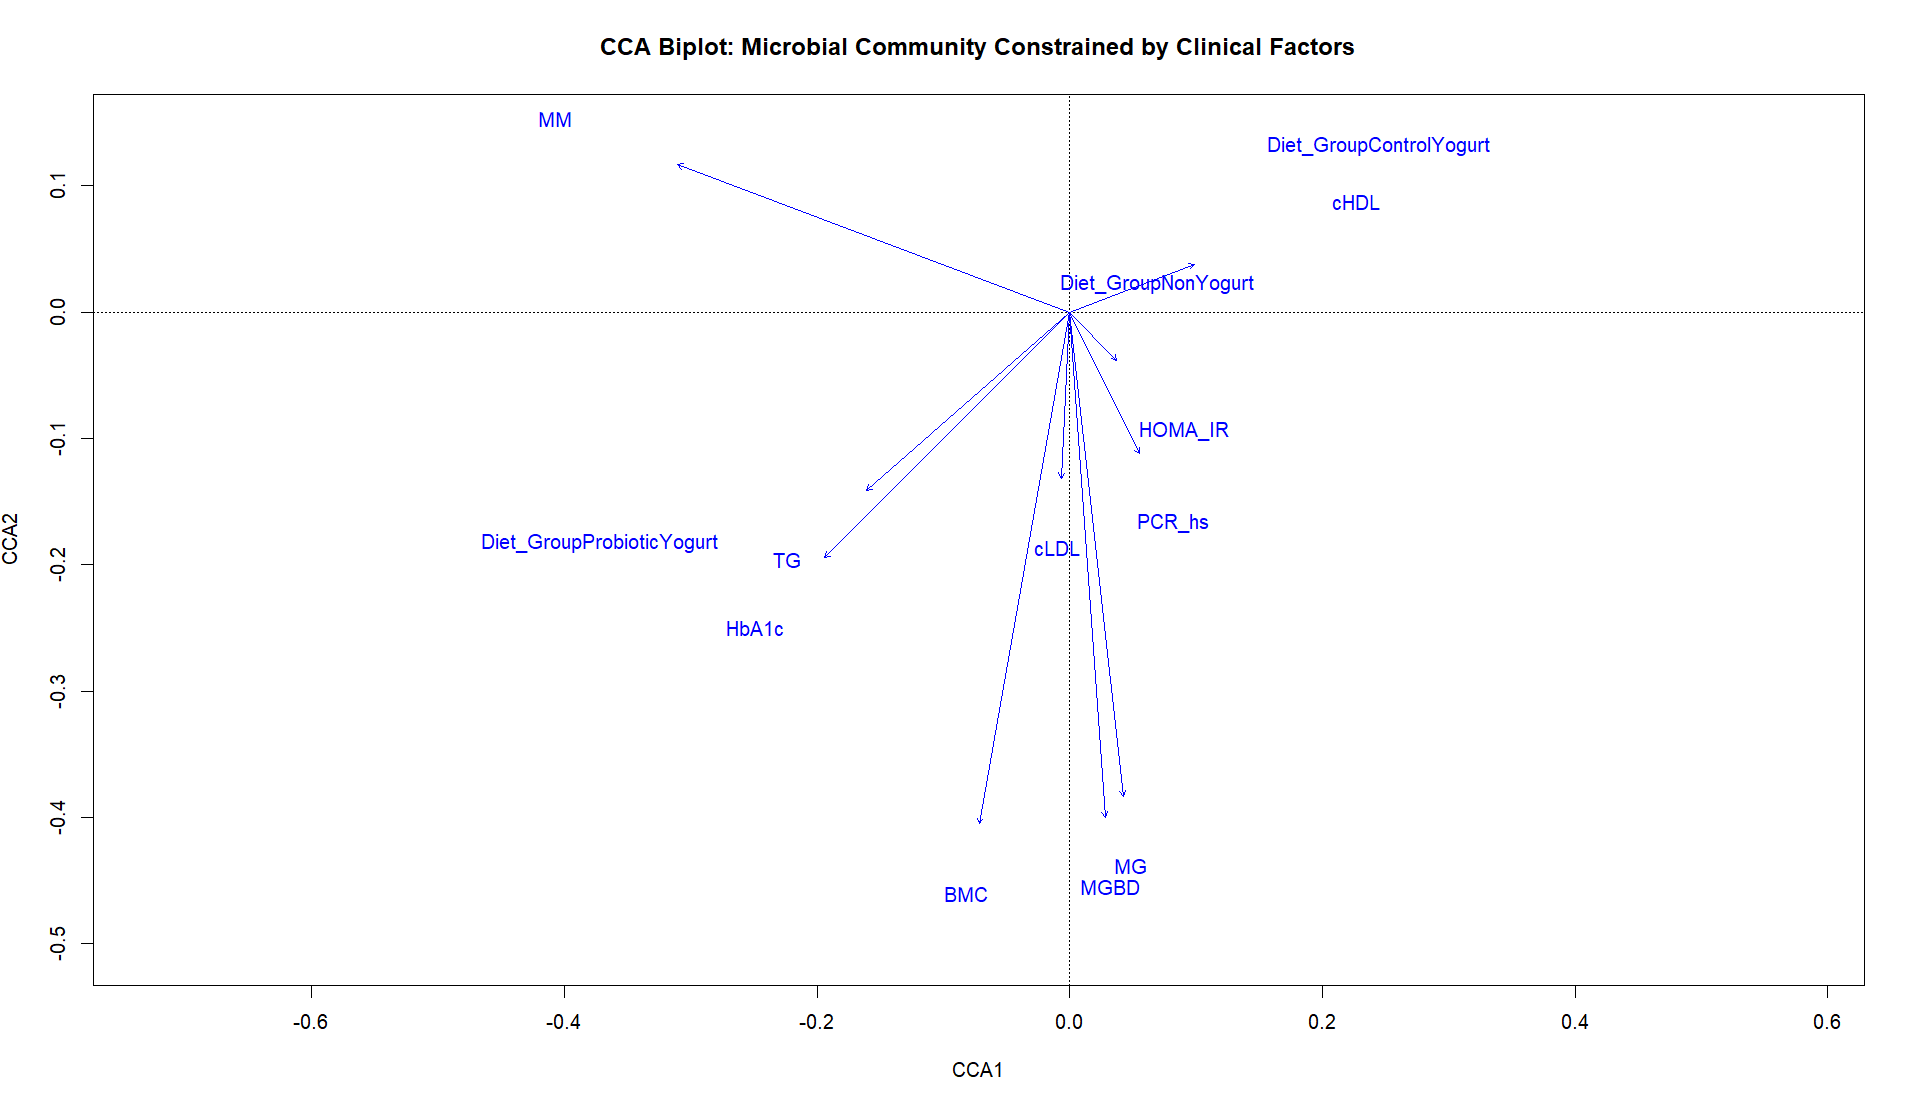 CCA Biplot: Microbial Community Constrained by Clinical Factors
MM
Diet_GroupControlYogurt
cHDL
Diet_GroupNonYogurt
HOMA_IR
PCR_hs
cLDL
Diet_GroupProbioticYogurt
TG
HbA1c
MG
MGBD
BMC
CCA2
0.1
0.0
-0.1
-0.2
-0.3
-0.4
-0.5
-0.6
-0.4
-0.2
0.0
0.2
0.4
0.6
CCA1